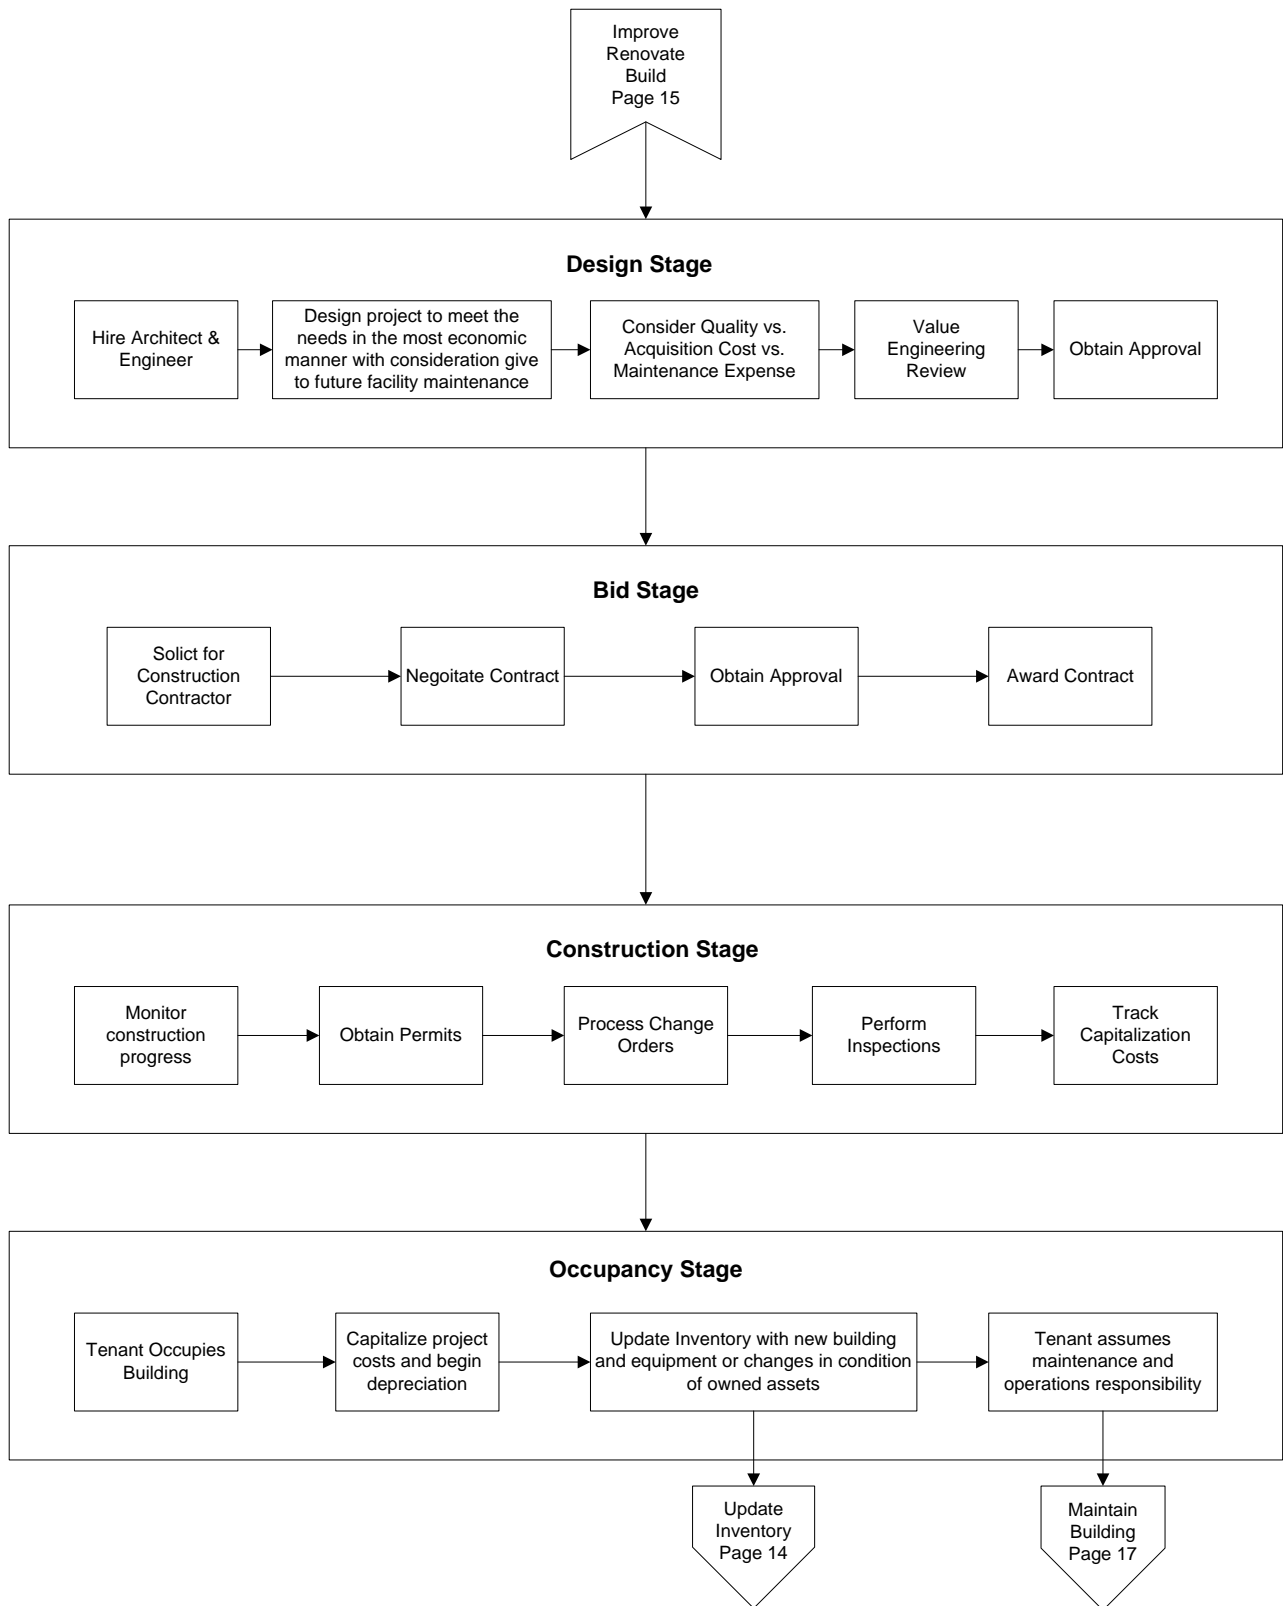 Improve
Renovate
Build
Page 15
Design Stage
Hire Architect &
Engineer
Design project to meet the
needs in the most economic
manner with consideration give
to future facility maintenance
Consider Quality vs.
Acquisition Cost vs.
Maintenance Expense
Value
Engineering
Review
Obtain Approval
Bid Stage
Solict for
Construction
Contractor
Negoitate Contract
Obtain Approval
Award Contract
Construction Stage
Monitor
construction
progress
Obtain Permits
Process Change
Orders
Perform
Inspections
Track
Capitalization
Costs
Occupancy Stage
Tenant Occupies
Building
Capitalize project
costs and begin
depreciation
Update Inventory with new building
and equipment or changes in condition
of owned assets
Tenant assumes
maintenance and
operations responsibility
Update
Inventory
Page 14
Maintain
Building
Page 17